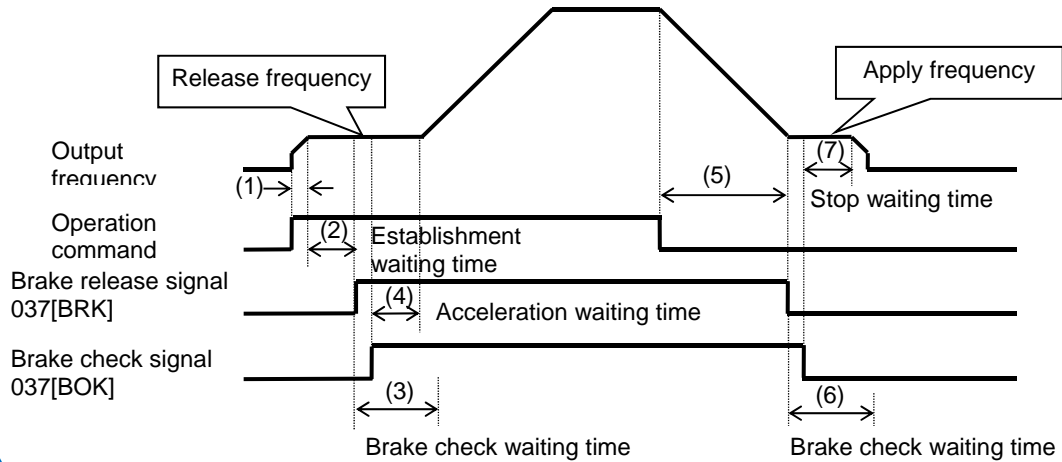 Release frequency
Apply frequency
Output
frequency
(1)
(5)
(7)
Stop waiting time
Operation
command
(2)
Establishment
waiting time
Brake release signal
037[BRK]
(4)
Acceleration waiting time
Brake check signal
037[BOK]
(3)
(6)
Brake check waiting time
Brake check waiting time